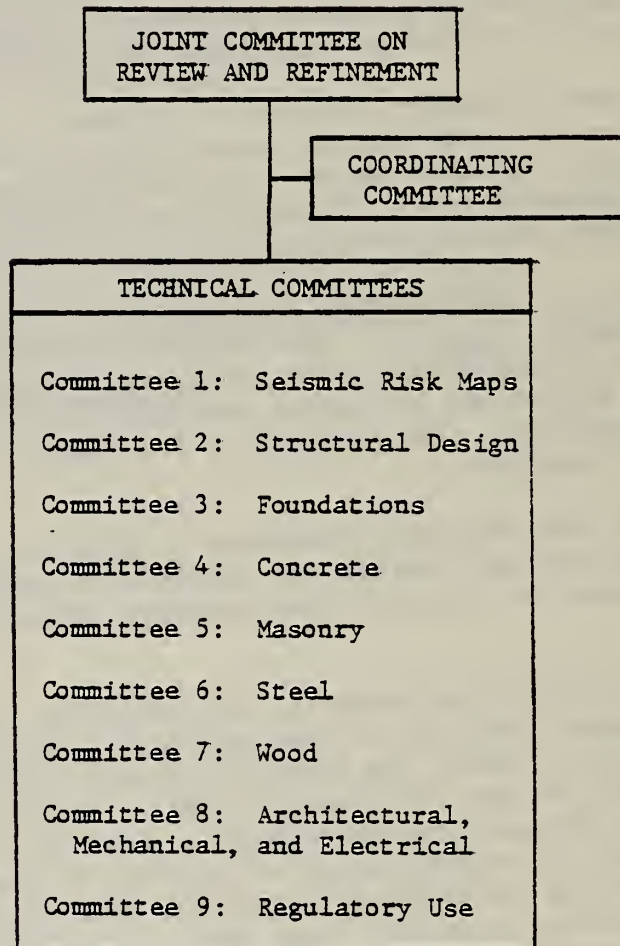 JOINT COMMITTEE ON
REVIEW AND REFINEMENT
COORDINATING
COMMITTEE
TECHNICAL COMMITTEES
Committee 1: Seismic Risk Maps
Committee 2: Structural Design
Committee 3: Foundations
Committee 4: Concrete
Committee 5: Masonry
Committee 6: Steel
Committee 7: Wood
Committee 8: Architectural,
Mechanical, and Electrical
Committee 9: Regulatory Use